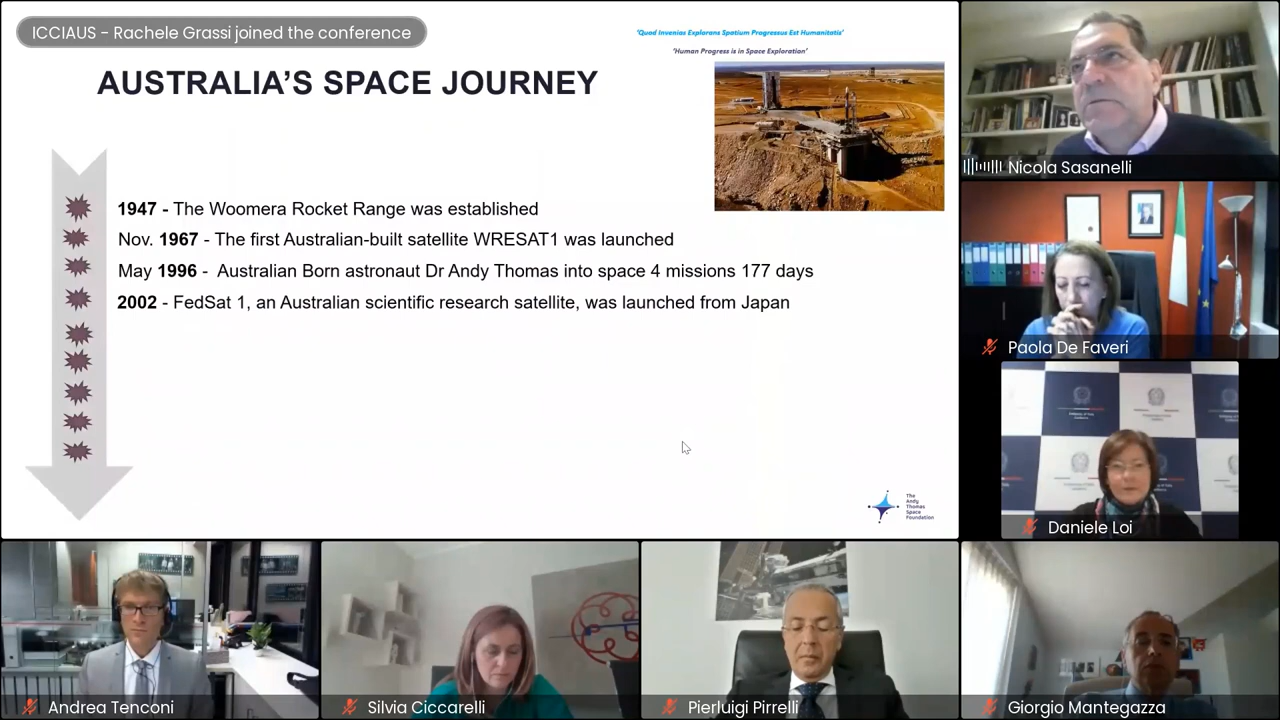 ICCIAUS - Rachele Grassi joined the conference
'Quod Invenias Explorans Spatium Progressus Est Humanitatis'
'Human Progress is in Space Exploration'
AUSTRALIA'S SPACE JOURNEY
1947 - The Woomera Rocket Range was established
Nov. 1967 - The first Australian-built satellite WRESAT1 was launched
May 1996 - Australian Born astronaut Dr Andy Thomas into space 4 missions 177 days
2002 - FedSat 1, an Australian scientific research satellite, was launched from Japan
The
Andy
Thomas
Space
Foundation
Nicola Sasanelli
Paola De Faveri
Daniele Loi
Andrea Tenconi
Silvia Ciccarelli
Pierluigi Pirrelli
Giorgio Mantegazza